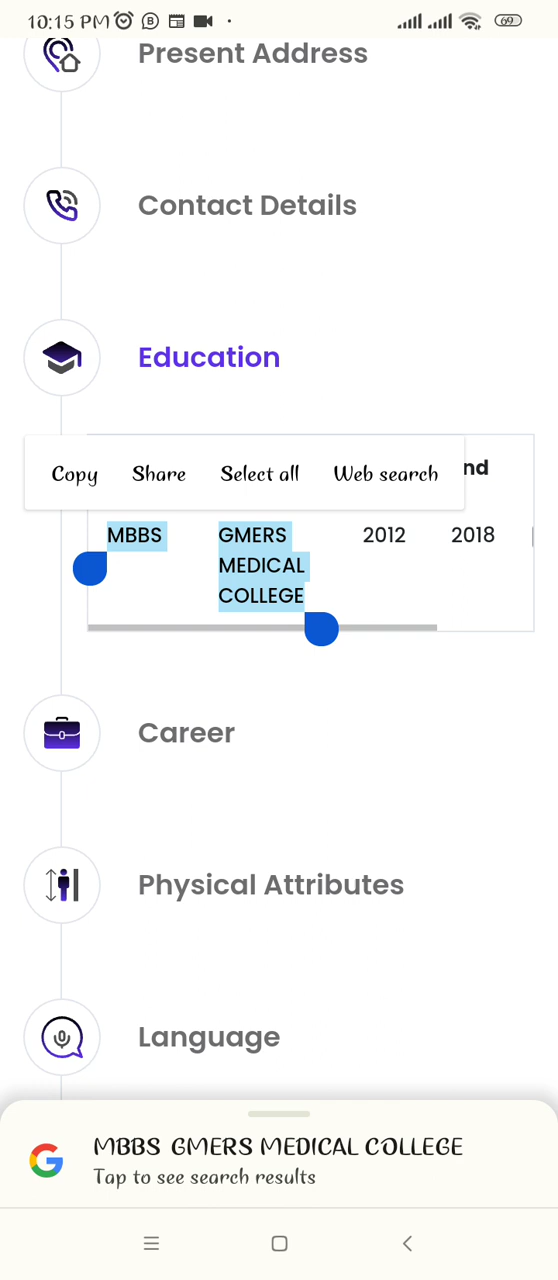 10:15 PM
69
Present Address
Contact Details
Education
Copy Share Select all Web search
nd
MBBS GMERS 2012 2018
MEDICAL
COLLEGE
Career
Physical Attributes
Language
MBBS GMERS MEDICAL COLLEGE
Tap to see search results